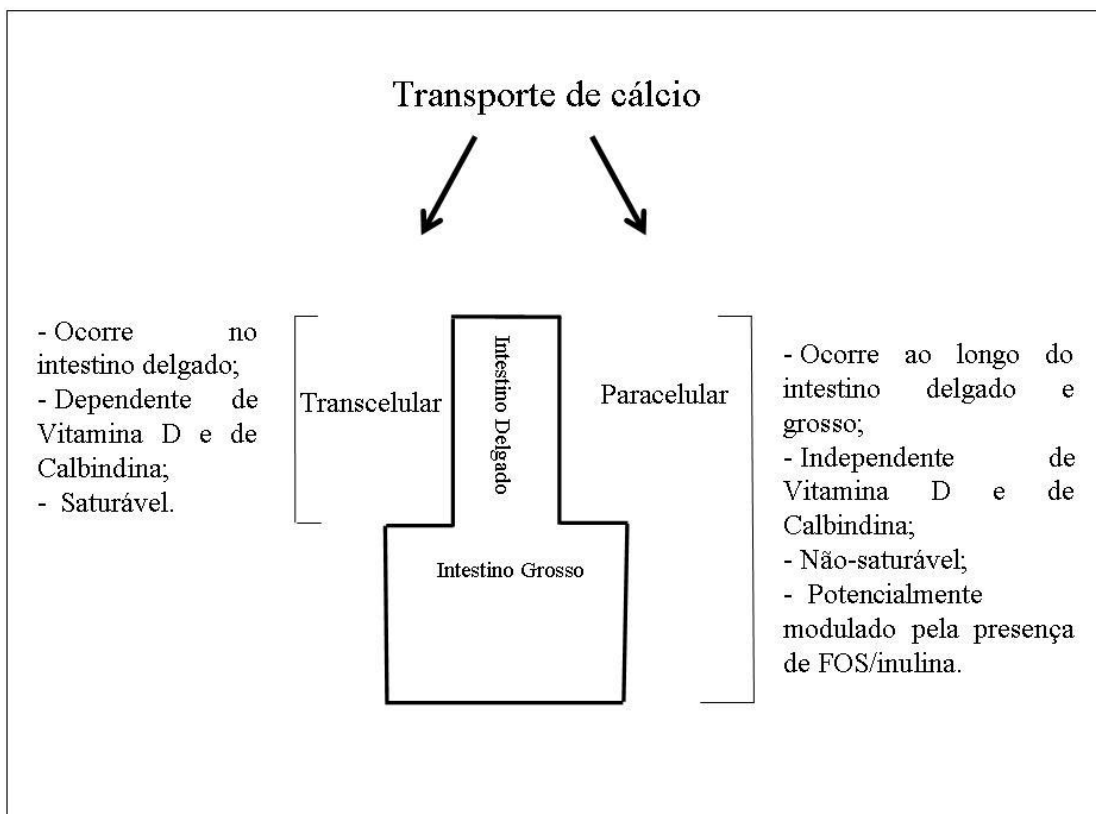 Transporte de cálcio
- Ocorre no
intestino delgado;
- Dependente de
Vitamina D e de
Calbindina;
- Saturável.
Transcelular
Intestino Delgado
Intestino Grosso
Paracelular
- Ocorre ao longo do
intestino delgado e
grosso;
- Independente de
Vitamina D e de
Calbindina;
- Não-saturável;
- Potencialmente
modulado pela presença
de FOS/inulina.